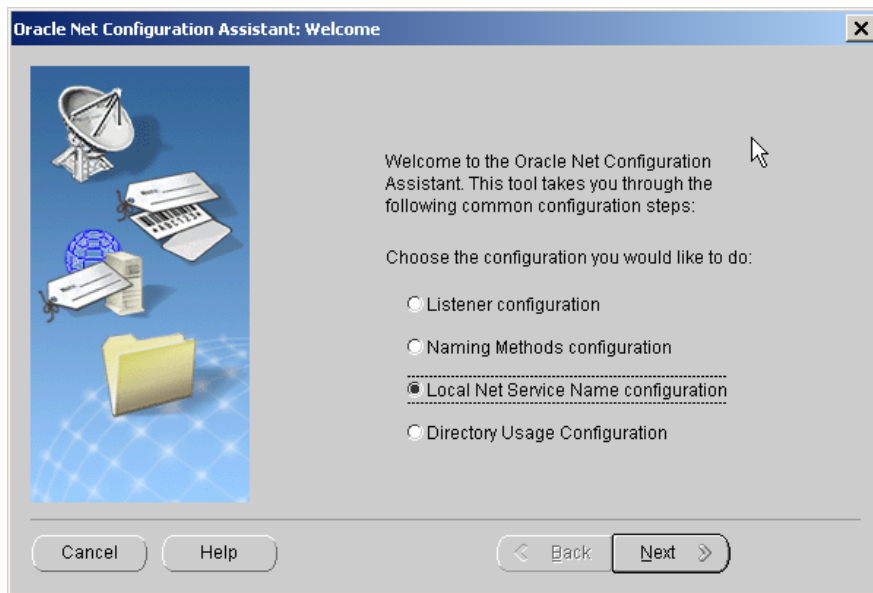 Oracle Net Configuration Assistant: Welcome
Welcome to the Oracle Net Configuration
Assistant. This tool takes you through the
following common configuration steps:
Choose the configuration you would like to do:
Listener configuration
Naming Methods configuration
Local Net Service Name configuration
Directory Usage Configuration
Cancel
Help
Back
Next